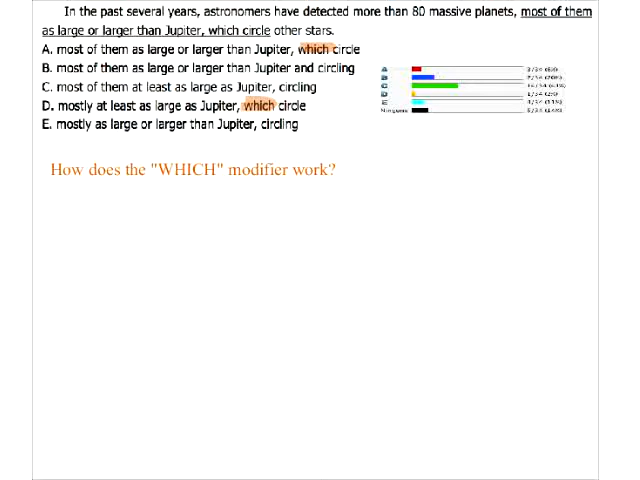 In the past several years, astronomers have detected more than 80 massive planets, most of them
as large or larger than Jupiter, which circle other stars.
A. most of them as large or larger than Jupiter, which circle
B. most of them as large or larger than Jupiter and circling
C. most of them at least as large as Jupiter, circling
D. mostly at least as large as Jupiter, which circle
E. mostly as large or larger than Jupiter, circling
A
B
C
D
E
How does the "WHICH" modifier work?